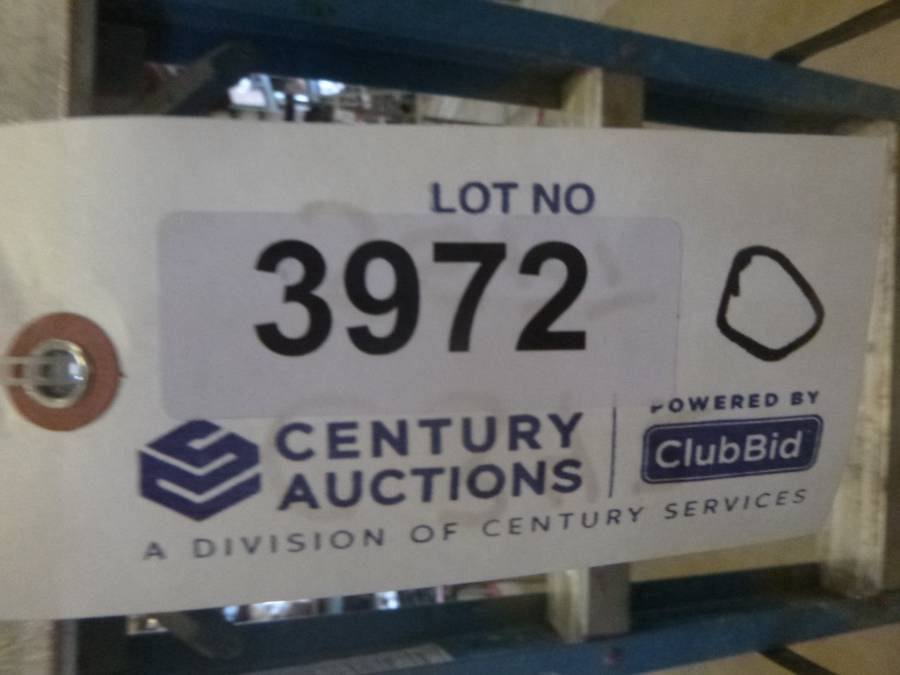 LOT NO
3972
O
CENTURY
AUCTIONS
POWERED BY
ClubBid
A DIVISION OF CENTURY SERVICES